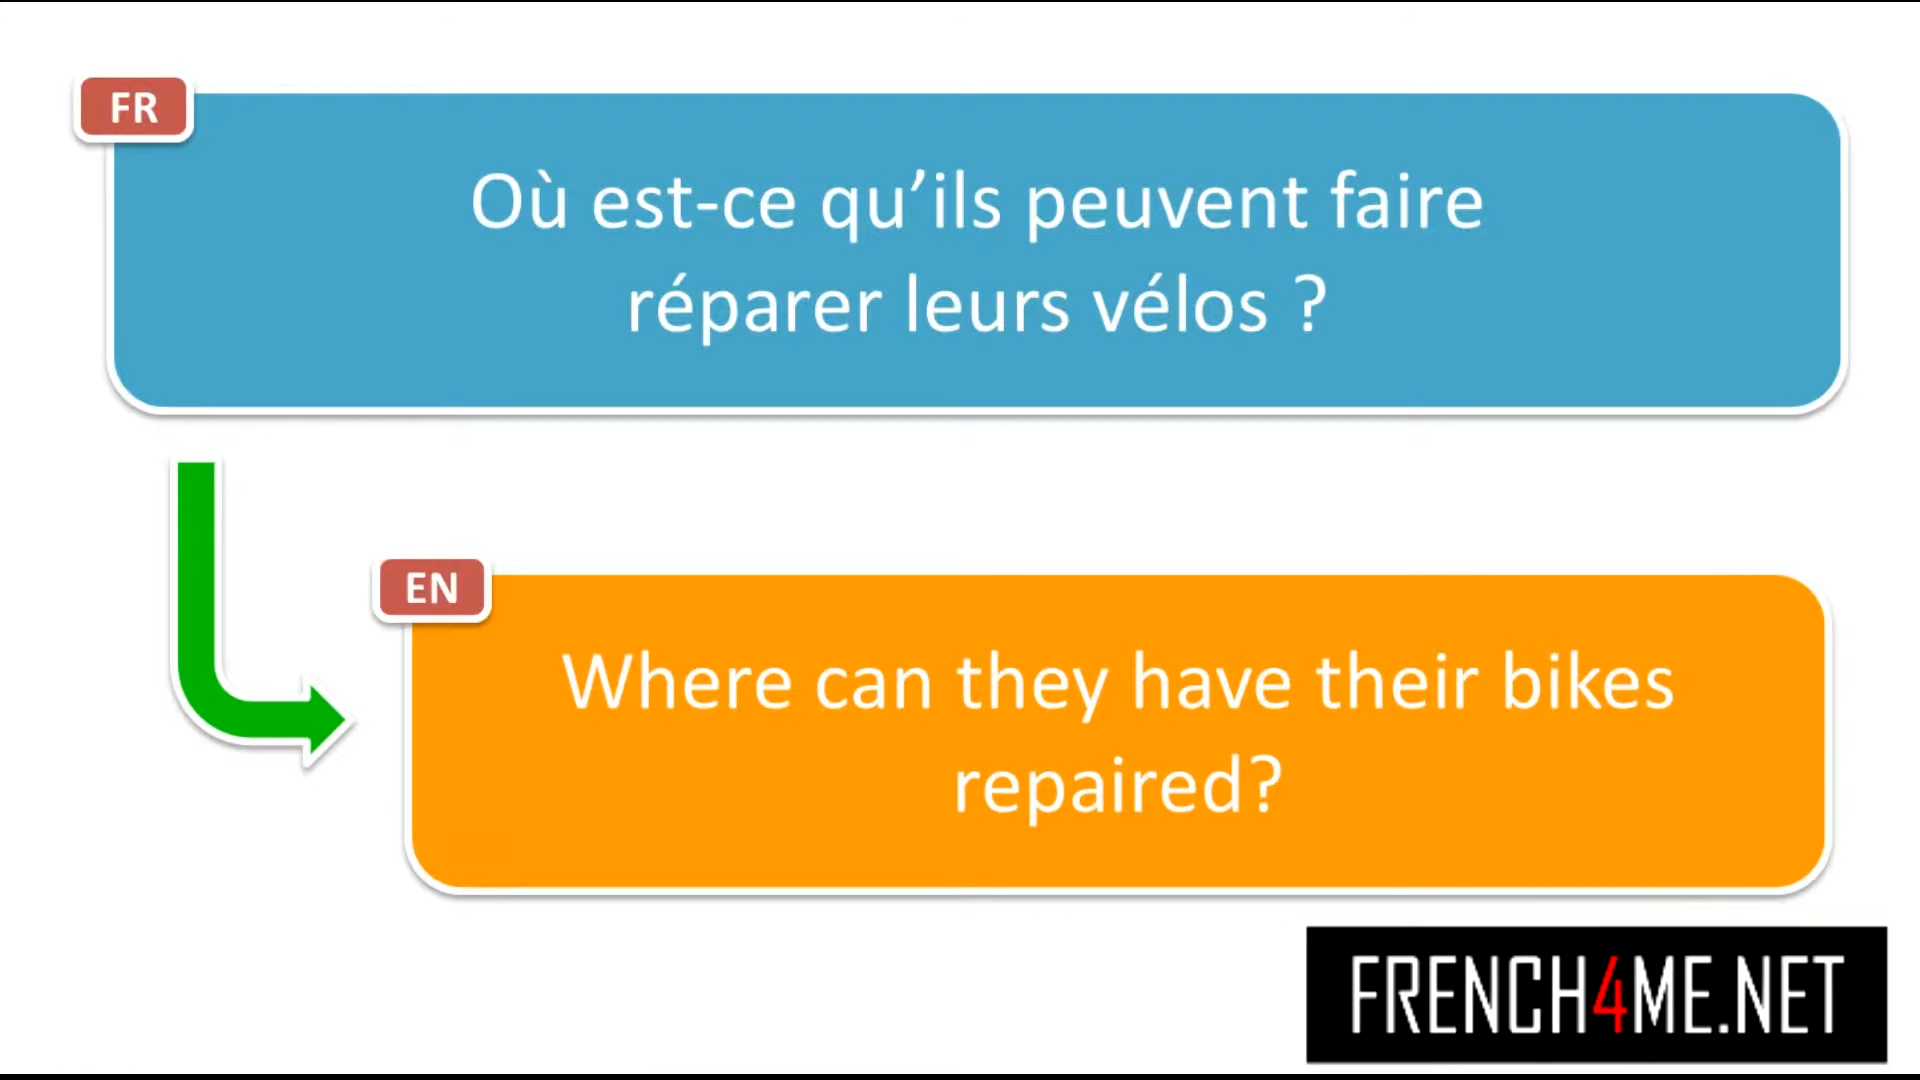 FR
Où est-ce qu’ils peuvent faire
réparer leurs vélos ?
EN
Where can they have their bikes
repaired?
FRENCH4ME.NET